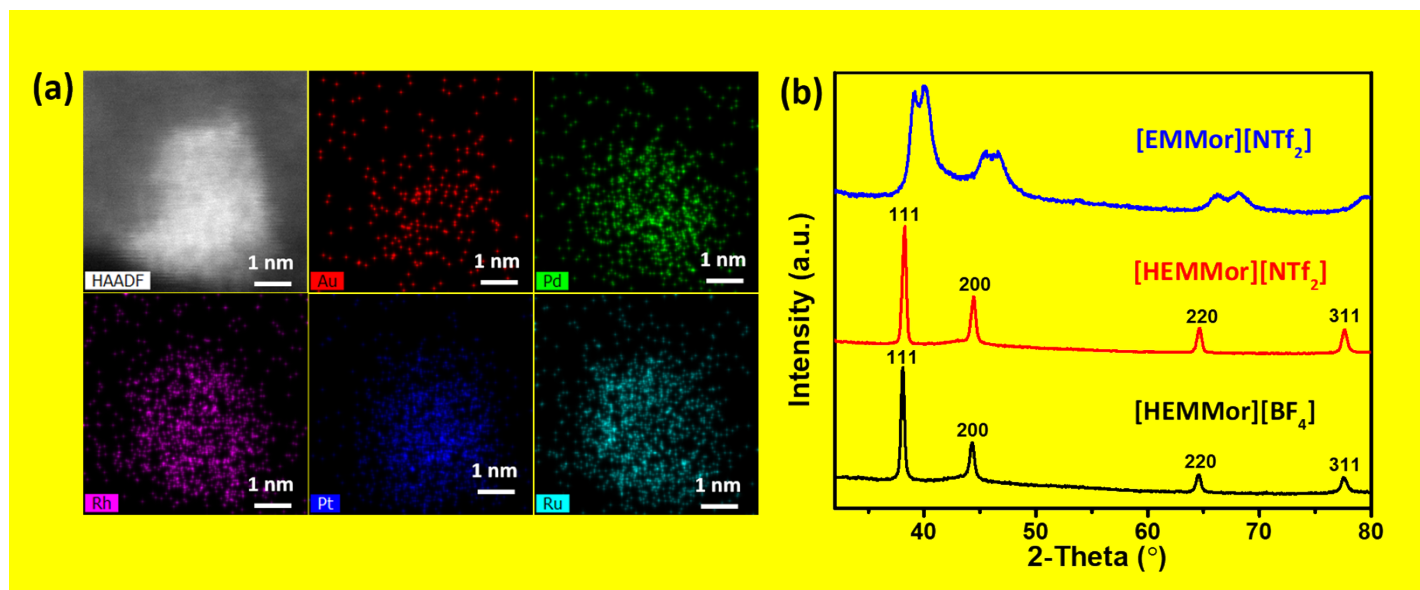 (a)
1 nm
HAADF
1 nm
Au
1 nm
Pd
1 nm
Rh
1 nm
Pt
1 nm
Ru
(b)
Intensity (a.u.)
[EMMor][NTf₂]
111
200
220
311
[HEMMor][NTf₂]
111
200
220
311
[HEMMor][BF₄]
40
50
60
70
80
2-Theta (°)